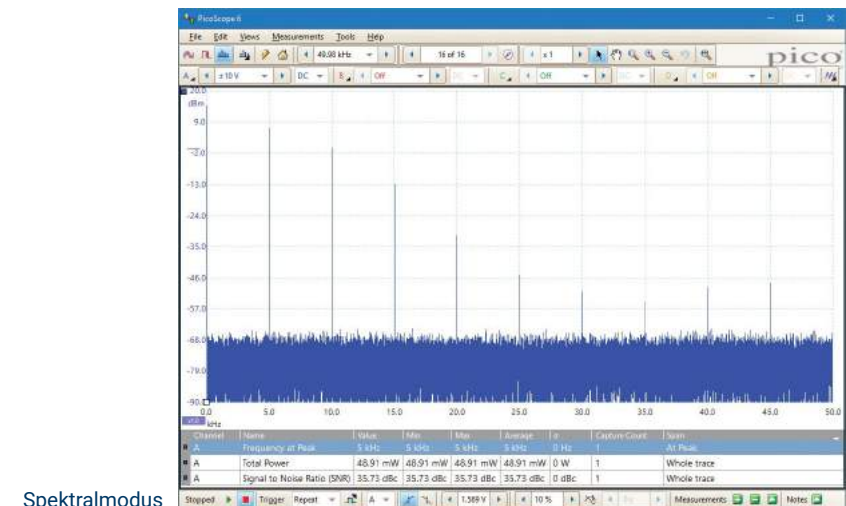 PicoScope 6
File Edit Views Measurements Tools Help
49.98 kHz 16 of 16 x 1
pico
A ±10 V DC B Off DC C Off DC D Off DC
20.0
dBm
9.0
-2.0
-13.0
-24.0
-35.0
-46.0
-57.0
-68.0
-79.0
-90.0
0.0 5.0 10.0 15.0 20.0 25.0 30.0 35.0 40.0 45.0 50.0
kHz
Channel Name Value Min Max Average σ Capture Count Span
A Frequency at Peak 5 kHz 5 kHz 5 kHz 5 kHz 0 Hz 1 At Peak
A Total Power 48.91 mW 48.91 mW 48.91 mW 48.91 mW 0 W 1 Whole trace
A Signal to Noise Ratio (SNR) 35.73 dBc 35.73 dBc 35.73 dBc 35.73 dBc 0 dBc 1 Whole trace
Stopped Trigger Repeat A 1.589 V 10 % Measurements Notes
Spektralmodus